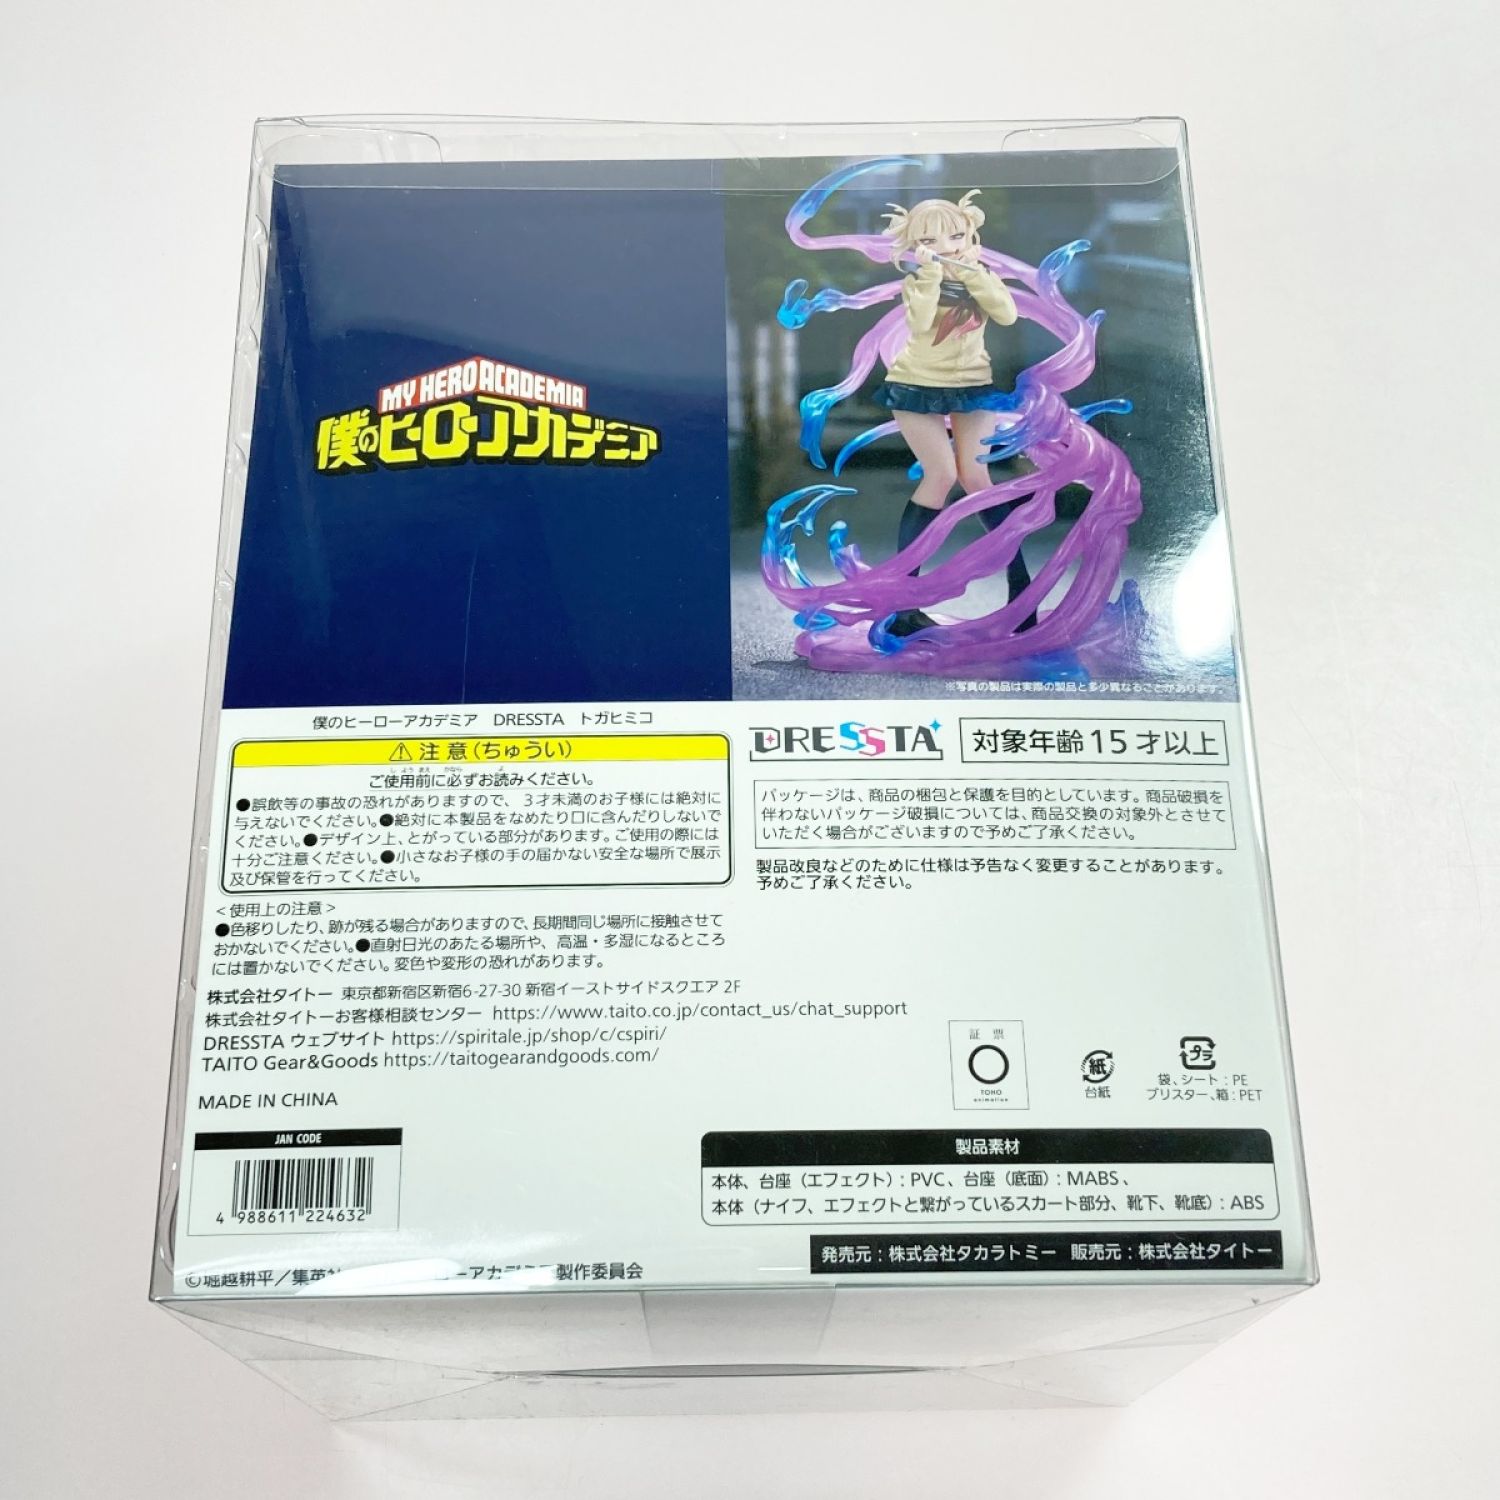 MY HERO ACADEMIA
僕のヒーローアカデミア
※写真の製品は実際の製品と多少異なることがあります。
僕のヒーローアカデミア DRESSTA トガヒミコ
⚠注意(ちゅうい)
ご使用前に必ずお読みください。
●誤飲等の事故の恐れがありますので、3才未満のお子様には絶対に
与えないでください。●絶対に本製品をなめたり口に含んだりしないで
ください。●デザイン上、とがっている部分があります。ご使用の際には
十分ご注意ください。●小さなお子様の手の届かない安全な場所で展示
及び保管を行ってください。
<使用上の注意>
●色移りしたり、跡が残る場合がありますので、長期間同じ場所に接触させて
おかないでください。●直射日光のあたる場所や、高温・多湿になるところ
には置かないでください。変色や変形の恐れがあります。
DRESSTA
対象年齢15才以上
パッケージは、商品の梱包と保護を目的としています。商品破損を
伴わないパッケージ破損については、商品交換の対象外とさせて
いただく場合がございますので予めご了承ください。
製品改良などのために仕様は予告なく変更することがあります。
予めご了承ください。
株式会社タイトー 東京都新宿区新宿6-27-30 新宿イーストサイドスクエア 2F
株式会社タイトーお客様相談センター https://www.taito.co.jp/contact_us/chat_support
DRESSTA ウェブサイト https://spiritale.jp/shop/c/cspiri/
TAITO Gear&Goods https://taitogearandgoods.com/
MADE IN CHINA
証票
TOHO
animation
紙
台紙
プラ
袋、シート：PE
ブリスター、箱：PET
JAN CODE
4 988611 224632
製品素材
本体、台座（エフェクト）：PVC、台座（底面）：MABS、
本体（ナイフ、エフェクトと繋がっているスカート部分、靴下、靴底）：ABS
発売元：株式会社タカラトミー 販売元：株式会社タイトー
©堀越耕平／集英 ーアカデミア製作委員会